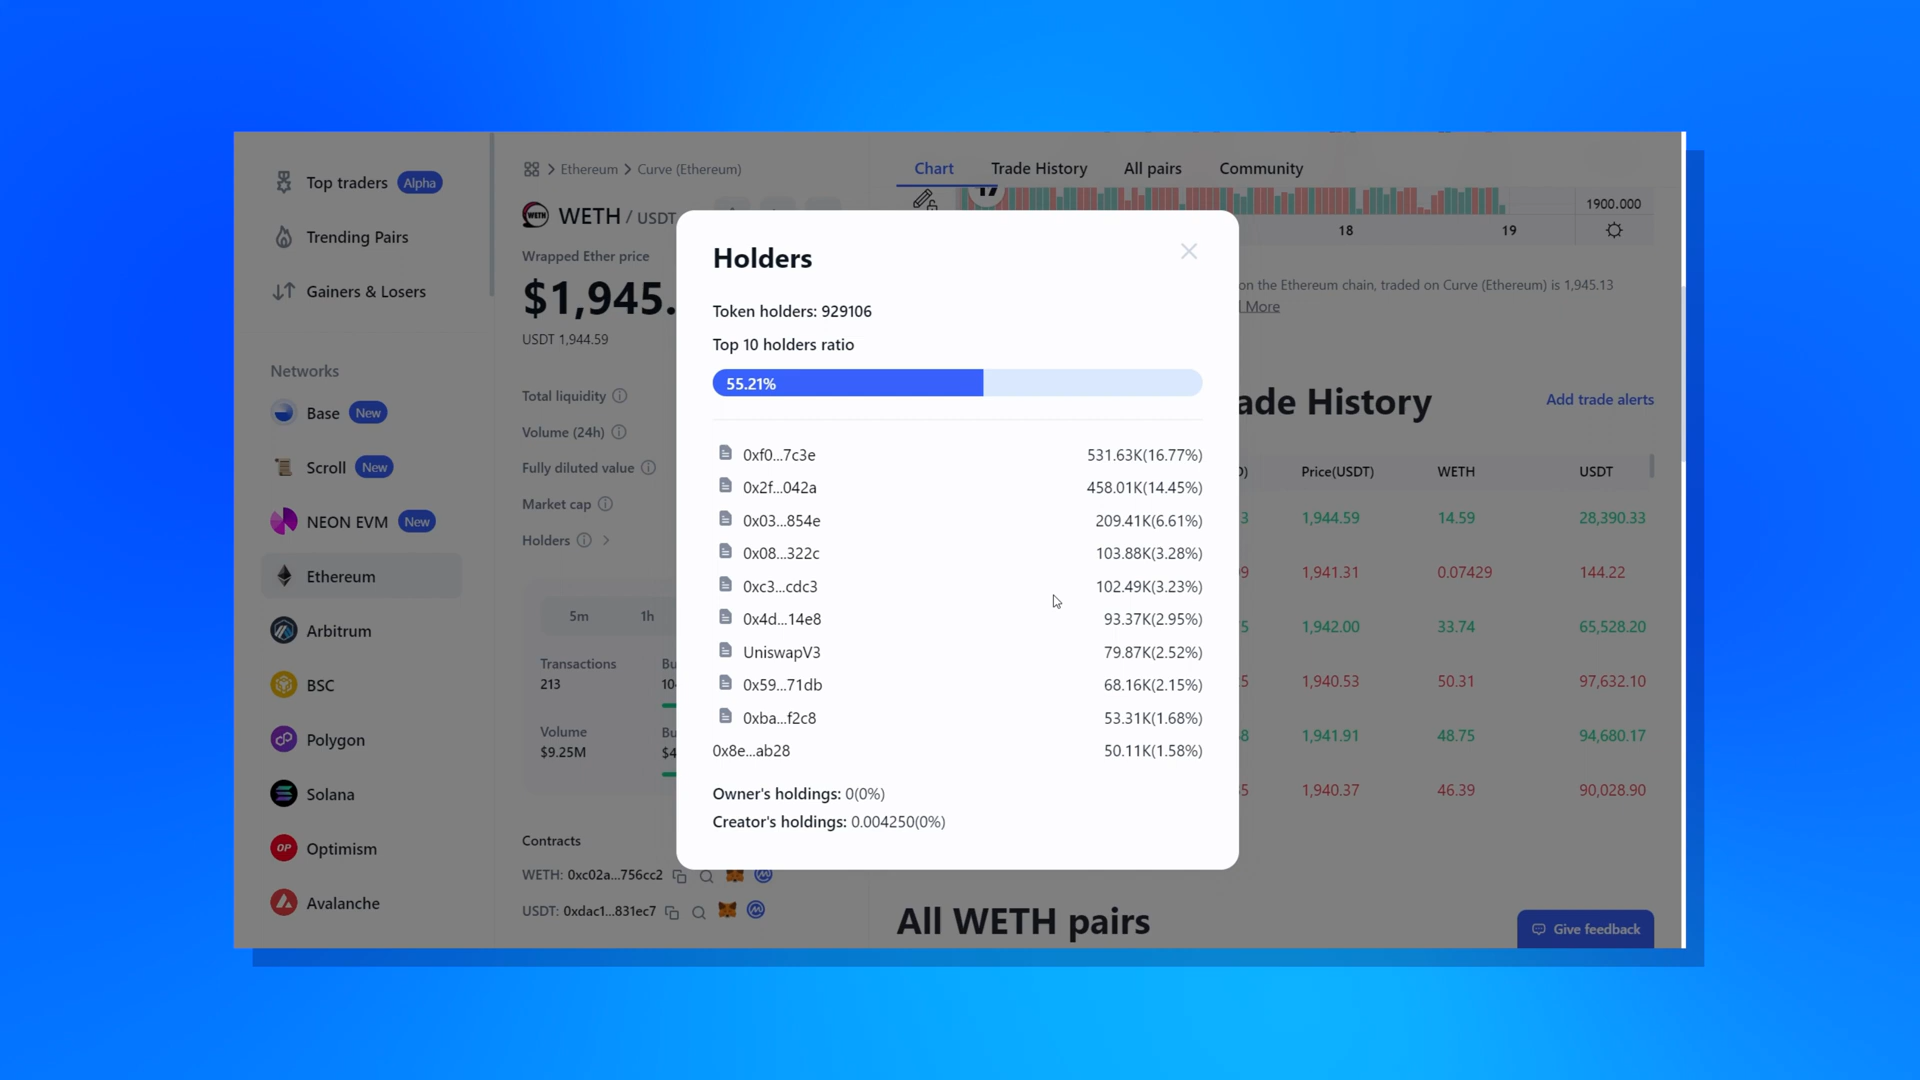 Top traders Alpha
Trending Pairs
Gainers & Losers
Networks
Base New
Scroll New
NEON EVM New
Ethereum
Arbitrum
BSC
Polygon
Solana
Optimism
Avalanche
Ethereum > Curve (Ethereum)
WETH / USDT
Wrapped Ether price
$1,945.
USDT 1,944.59
Total liquidity
Volume (24h)
Fully diluted value
Market cap
Holders
5m 1h
Transactions
213
Volume
$9.25M
Contracts
WETH: 0xc02a...756cc2
USDT: 0xdac1...831ec7
Holders
Token holders: 929106
Top 10 holders ratio
55.21%
0xf0...7c3e 531.63K(16.77%)
0x2f...042a 458.01K(14.45%)
0x03...854e 209.41K(6.61%)
0x08...322c 103.88K(3.28%)
0xc3...cdc3 102.49K(3.23%)
0x4d...14e8 93.37K(2.95%)
UniswapV3 79.87K(2.52%)
0x59...71db 68.16K(2.15%)
0xba...f2c8 53.31K(1.68%)
0x8e...ab28 50.11K(1.58%)
Owner's holdings: 0(0%)
Creator's holdings: 0.004250(0%)
Chart Trade History All pairs Community
1900.000
18 19
on the Ethereum chain, traded on Curve (Ethereum) is 1,945.13
More
ade History Add trade alerts
Price(USDT) WETH USDT
1,944.59 14.59 28,390.33
1,941.31 0.07429 144.22
1,942.00 33.74 65,528.20
1,940.53 50.31 97,632.10
1,941.91 48.75 94,680.17
1,940.37 46.39 90,028.90
All WETH pairs
Give feedback